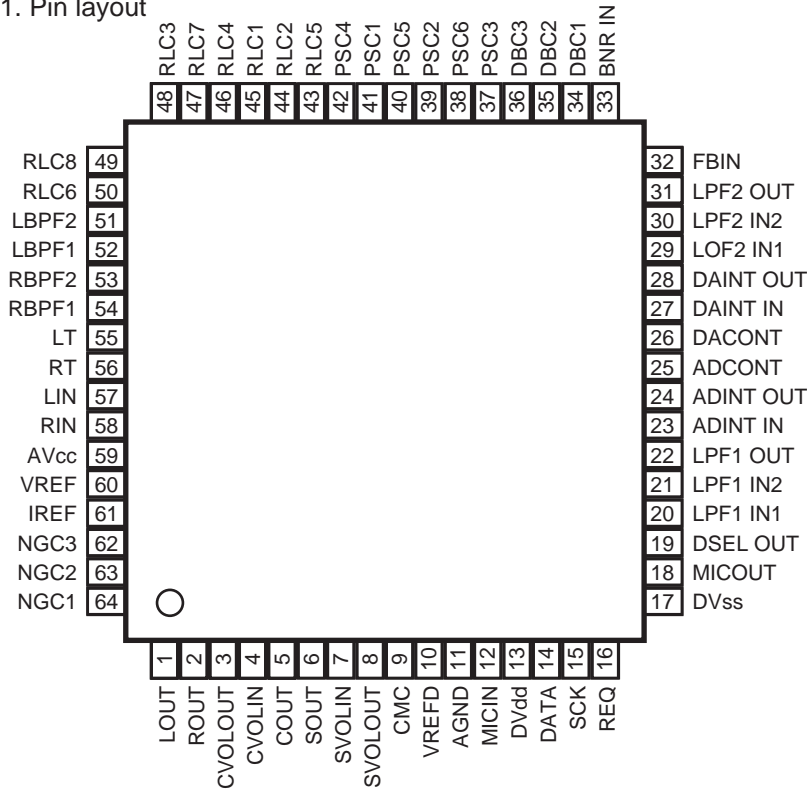 1. Pin layout
RLC3
RLC7
RLC4
RLC1
RLC2
RLC5
PSC4
PSC1
PSC5
PSC2
PSC6
PSC3
DBC3
DBC2
DBC1
BNR IN
48 47 46 45 44 43 42 41 40 39 38 37 36 35 34 33
RLC8 49
RLC6 50
LBPF2 51
LBPF1 52
RBPF2 53
RBPF1 54
LT 55
RT 56
LIN 57
RIN 58
AVcc 59
VREF 60
IREF 61
NGC3 62
NGC2 63
NGC1 64
32 FBIN
31 LPF2 OUT
30 LPF2 IN2
29 LOF2 IN1
28 DAINT OUT
27 DAINT IN
26 DACONT
25 ADCONT
24 ADINT OUT
23 ADINT IN
22 LPF1 OUT
21 LPF1 IN2
20 LPF1 IN1
19 DSEL OUT
18 MICOUT
17 DVss
1 2 3 4 5 6 7 8 9 10 11 12 13 14 15 16
LOUT
ROUT
CVOLOUT
CVOLIN
COUT
SOUT
SVOLIN
SVOLOUT
CMC
VREFD
AGND
MICIN
DVdd
DATA
SCK
REQ